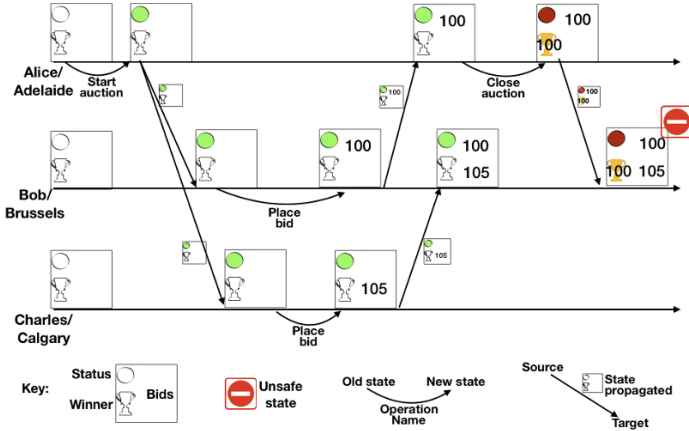 100
100
100
Alice/
Adelaide
Start
auction
100
Close
auction
100
100
100
100
100
105
100
100 105
Bob/
Brussels
Place
bid
105
105
Charles/
Calgary
Place
bid
Key:
Status
Winner
Bids
Unsafe
state
Old state
New state
Operation
Name
Source
State
propagated
Target